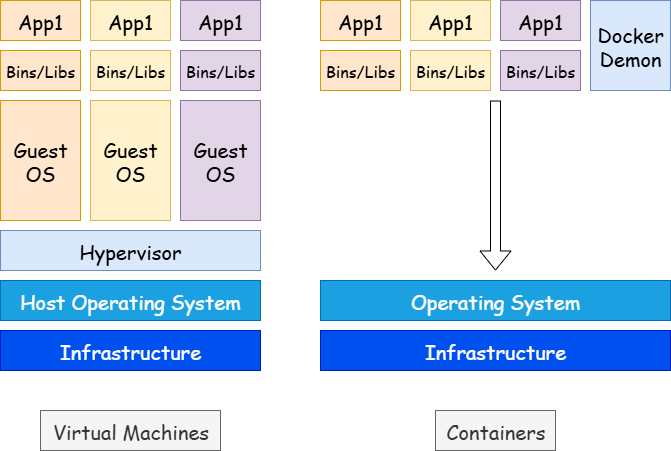 App1
App1
App1
Bins/Libs
Bins/Libs
Bins/Libs
Guest
OS
Guest
OS
Guest
OS
Hypervisor
Host Operating System
Infrastructure
Virtual Machines
App1
App1
App1
Docker
Demon
Bins/Libs
Bins/Libs
Bins/Libs
Operating System
Infrastructure
Containers